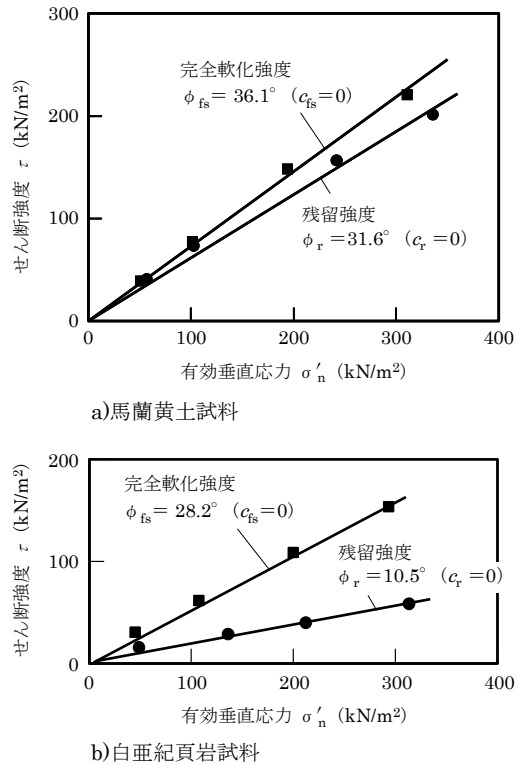 300
200
100
0
せん断強度 τ (kN/m²)
完全軟化強度
φfs= 36.1° (cfs=0)
残留強度
φr=31.6° (cr=0)
0 100 200 300 400
有効垂直応力 σ′n (kN/m²)
a)馬蘭黄土試料
200
100
0
せん断強度 τ (kN/m²)
完全軟化強度
φfs= 28.2° (cfs=0)
残留強度
φr=10.5° (cr=0)
0 100 200 300 400
有効垂直応力 σ′n (kN/m²)
b)白亜紀頁岩試料